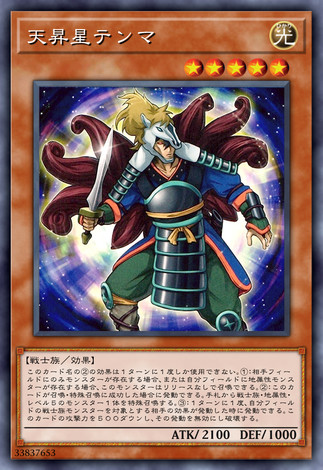 天昇星テンマ
光
【戦士族/効果】
このカード名の②の効果は1ターンに1度しか使用できない。①:相手フィ
ールドにのみモンスターが存在する場合、または自分フィールドに地属性モンス
ターが存在する場合、このモンスターはリリースなしで召喚できる。②:このカ
ードが召喚・特殊召喚に成功した場合に発動できる。手札から戦士族・地属性・
レベル5のモンスター1体を特殊召喚する。③:1ターンに1度、自分フィールド
の戦士族モンスターを対象とする相手の効果が発動した時に発動できる。こ
のカードの攻撃力を500ダウンし、その発動を無効にし破壊する。
ATK/2100 DEF/1000
33837653